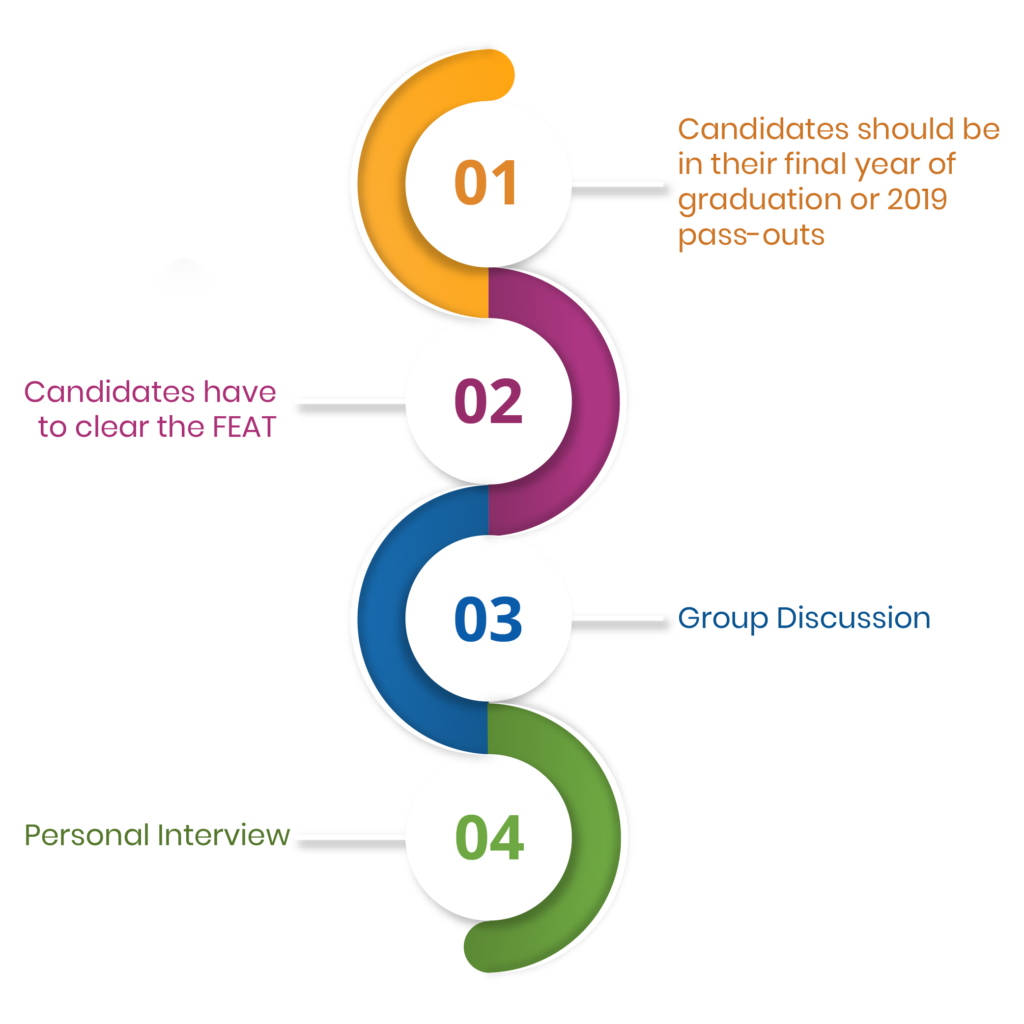 01
Candidates should be
in their final year of
graduation or 2019
pass-outs
02
Candidates have
to clear the FEAT
03
Group Discussion
04
Personal Interview